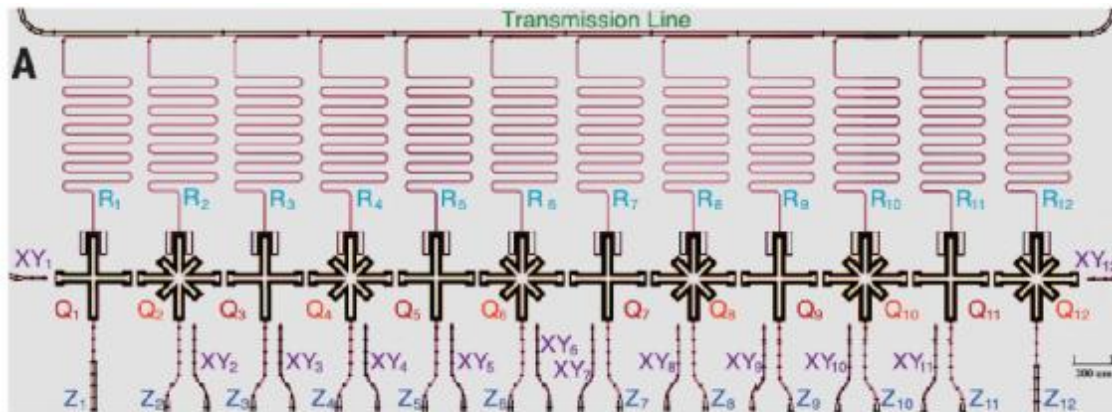 Transmission Line
A
R₁ R₂ R₃ R₄ R₅ R₆ R₇ R₈ R₉ R₁₀ R₁₁ R₁₂
XY₁ XY₁₂
Q₁ Q₂ Q₃ Q₄ Q₅ Q₆ Q₇ Q₈ Q₉ Q₁₀ Q₁₁ Q₁₂
XY₂ XY₃ XY₄ XY₅ XY₆ XY₇ XY₈ XY₉ XY₁₀ XY₁₁
Z₁ Z₂ Z₃ Z₄ Z₅ Z₆ Z₇ Z₈ Z₉ Z₁₀ Z₁₁ Z₁₂